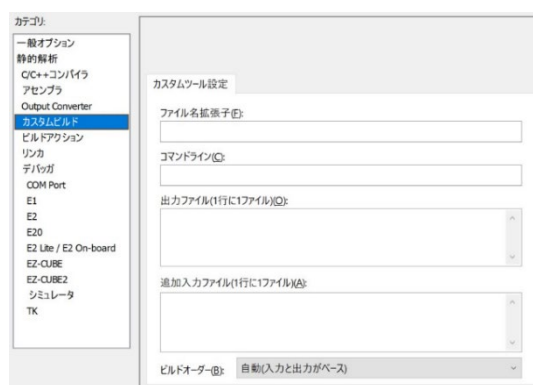 カテゴリ:
一般オプション
静的解析
C/C++コンパイラ
アセンブラ
Output Converter
カスタムビルド
ビルドアクション
リンカ
デバッガ
COM Port
E1
E2
E20
E2 Lite / E2 On-board
EZ-CUBE
EZ-CUBE2
シミュレータ
TK
カスタムツール設定
ファイル名拡張子(F):
コマンドライン(C):
出力ファイル(1行に1ファイル)(O):
追加入力ファイル(1行に1ファイル)(A):
ビルドオーダー(B): 自動(入力と出力がベース)